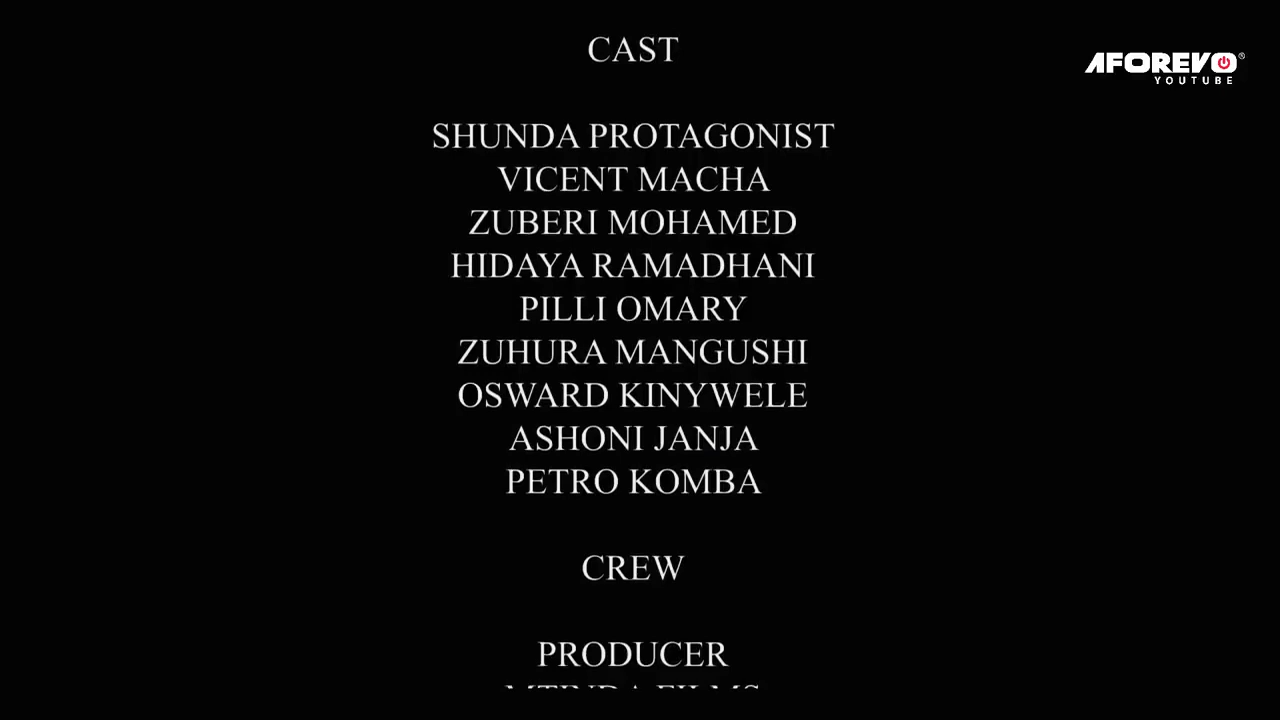 CAST
AFOREVO®
YOUTUBE
SHUNDA PROTAGONIST
VICENT MACHA
ZUBERI MOHAMED
HIDAYA RAMADHANI
PILLI OMARY
ZUHURA MANGUSHI
OSWARD KINYWELE
ASHONI JANJA
PETRO KOMBA
CREW
PRODUCER
FILMS